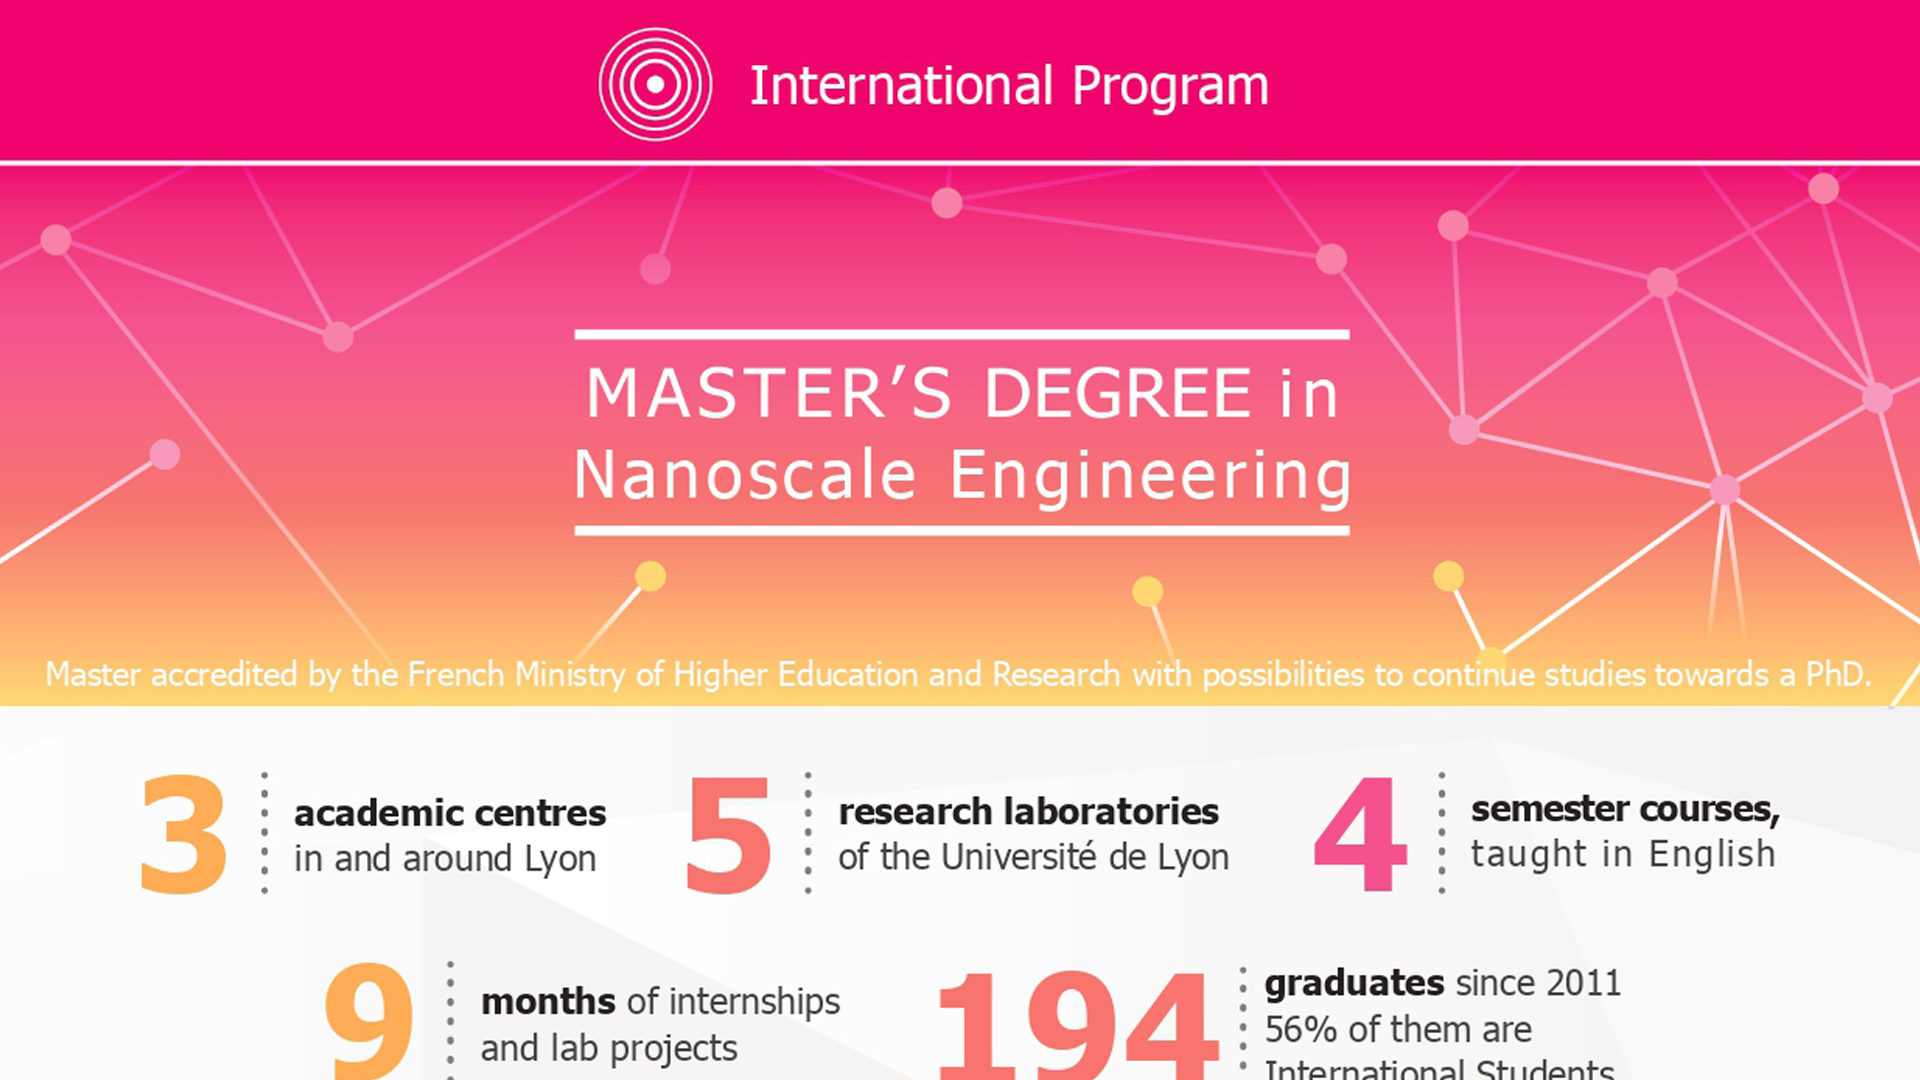 International Program
MASTER’S DEGREE in
Nanoscale Engineering
Master accredited by the French Ministry of Higher Education and Research with possibilities to continue studies towards a PhD.
3
academic centres
in and around Lyon
5
research laboratories
of the Université de Lyon
4
semester courses,
taught in English
9
months of internships
and lab projects
194
graduates since 2011
56% of them are
International Students